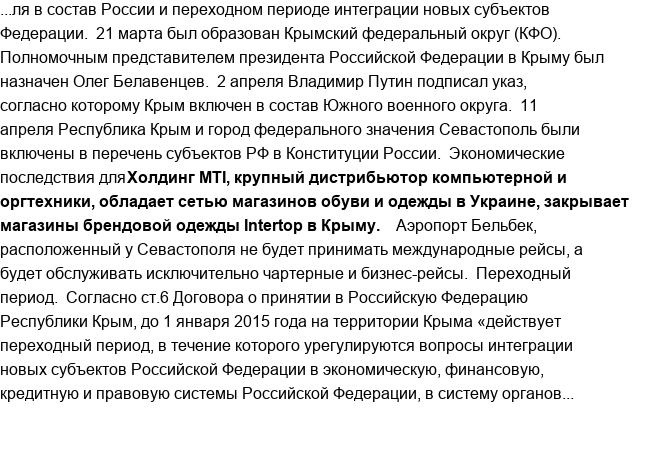 ...ля в состав России и переходном периоде интеграции новых субъектов
Федерации.  21 марта был образован Крымский федеральный округ (КФО).
Полномочным представителем президента Российской Федерации в Крыму был
назначен Олег Белавенцев.  2 апреля Владимир Путин подписал указ,
согласно которому Крым включен в состав Южного военного округа.  11
апреля Республика Крым и город федерального значения Севастополь были
включены в перечень субъектов РФ в Конституции России.  Экономические
последствия дляХолдинг MTI, крупный дистрибьютор компьютерной и
оргтехники, обладает сетью магазинов обуви и одежды в Украине, закрывает
магазины брендовой одежды Intertop в Крыму.    Аэропорт Бельбек,
расположенный у Севастополя не будет принимать международные рейсы, а
будет обслуживать исключительно чартерные и бизнес-рейсы.  Переходный
период.  Согласно ст.6 Договора о принятии в Российскую Федерацию
Республики Крым, до 1 января 2015 года на территории Крыма «действует
переходный период, в течение которого урегулируются вопросы интеграции
новых субъектов Российской Федерации в экономическую, финансовую,
кредитную и правовую системы Российской Федерации, в систему органов...